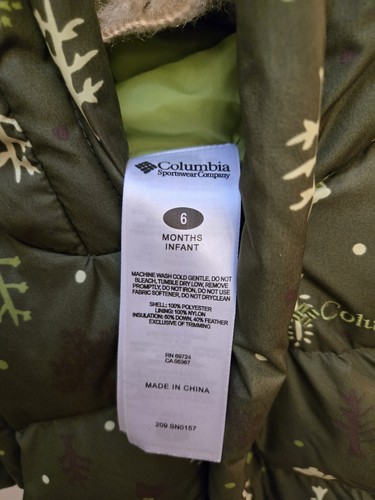 Columbia
Sportswear Company
6
MONTHS
INFANT
MACHINE WASH COLD GENTLE, DO NOT
BLEACH, TUMBLE DRY LOW, REMOVE
PROMPTLY, DO NOT IRON, DO NOT USE
FABRIC SOFTENER, DO NOT DRYCLEAN
SHELL: 100% POLYESTER
LINING: 100% NYLON
INSULATION: 60% DOWN, 40% FEATHER
EXCLUSIVE OF TRIMMING
RN 69724
CA 05367
MADE IN CHINA
209 SN0157
Colu